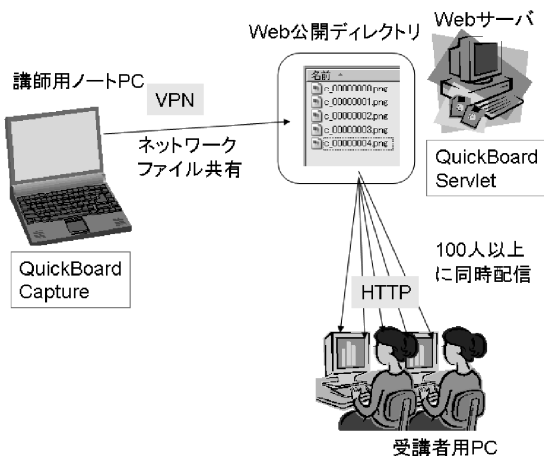 Web公開ディレクトリ
Webサーバ
講師用ノートPC
VPN
ネットワーク
ファイル共有
名前
c_00000000.png
c_00000001.png
c_00000002.png
c_00000003.png
c_00000004.png
QuickBoard
Servlet
QuickBoard
Capture
100人以上
に同時配信
HTTP
受講者用PC